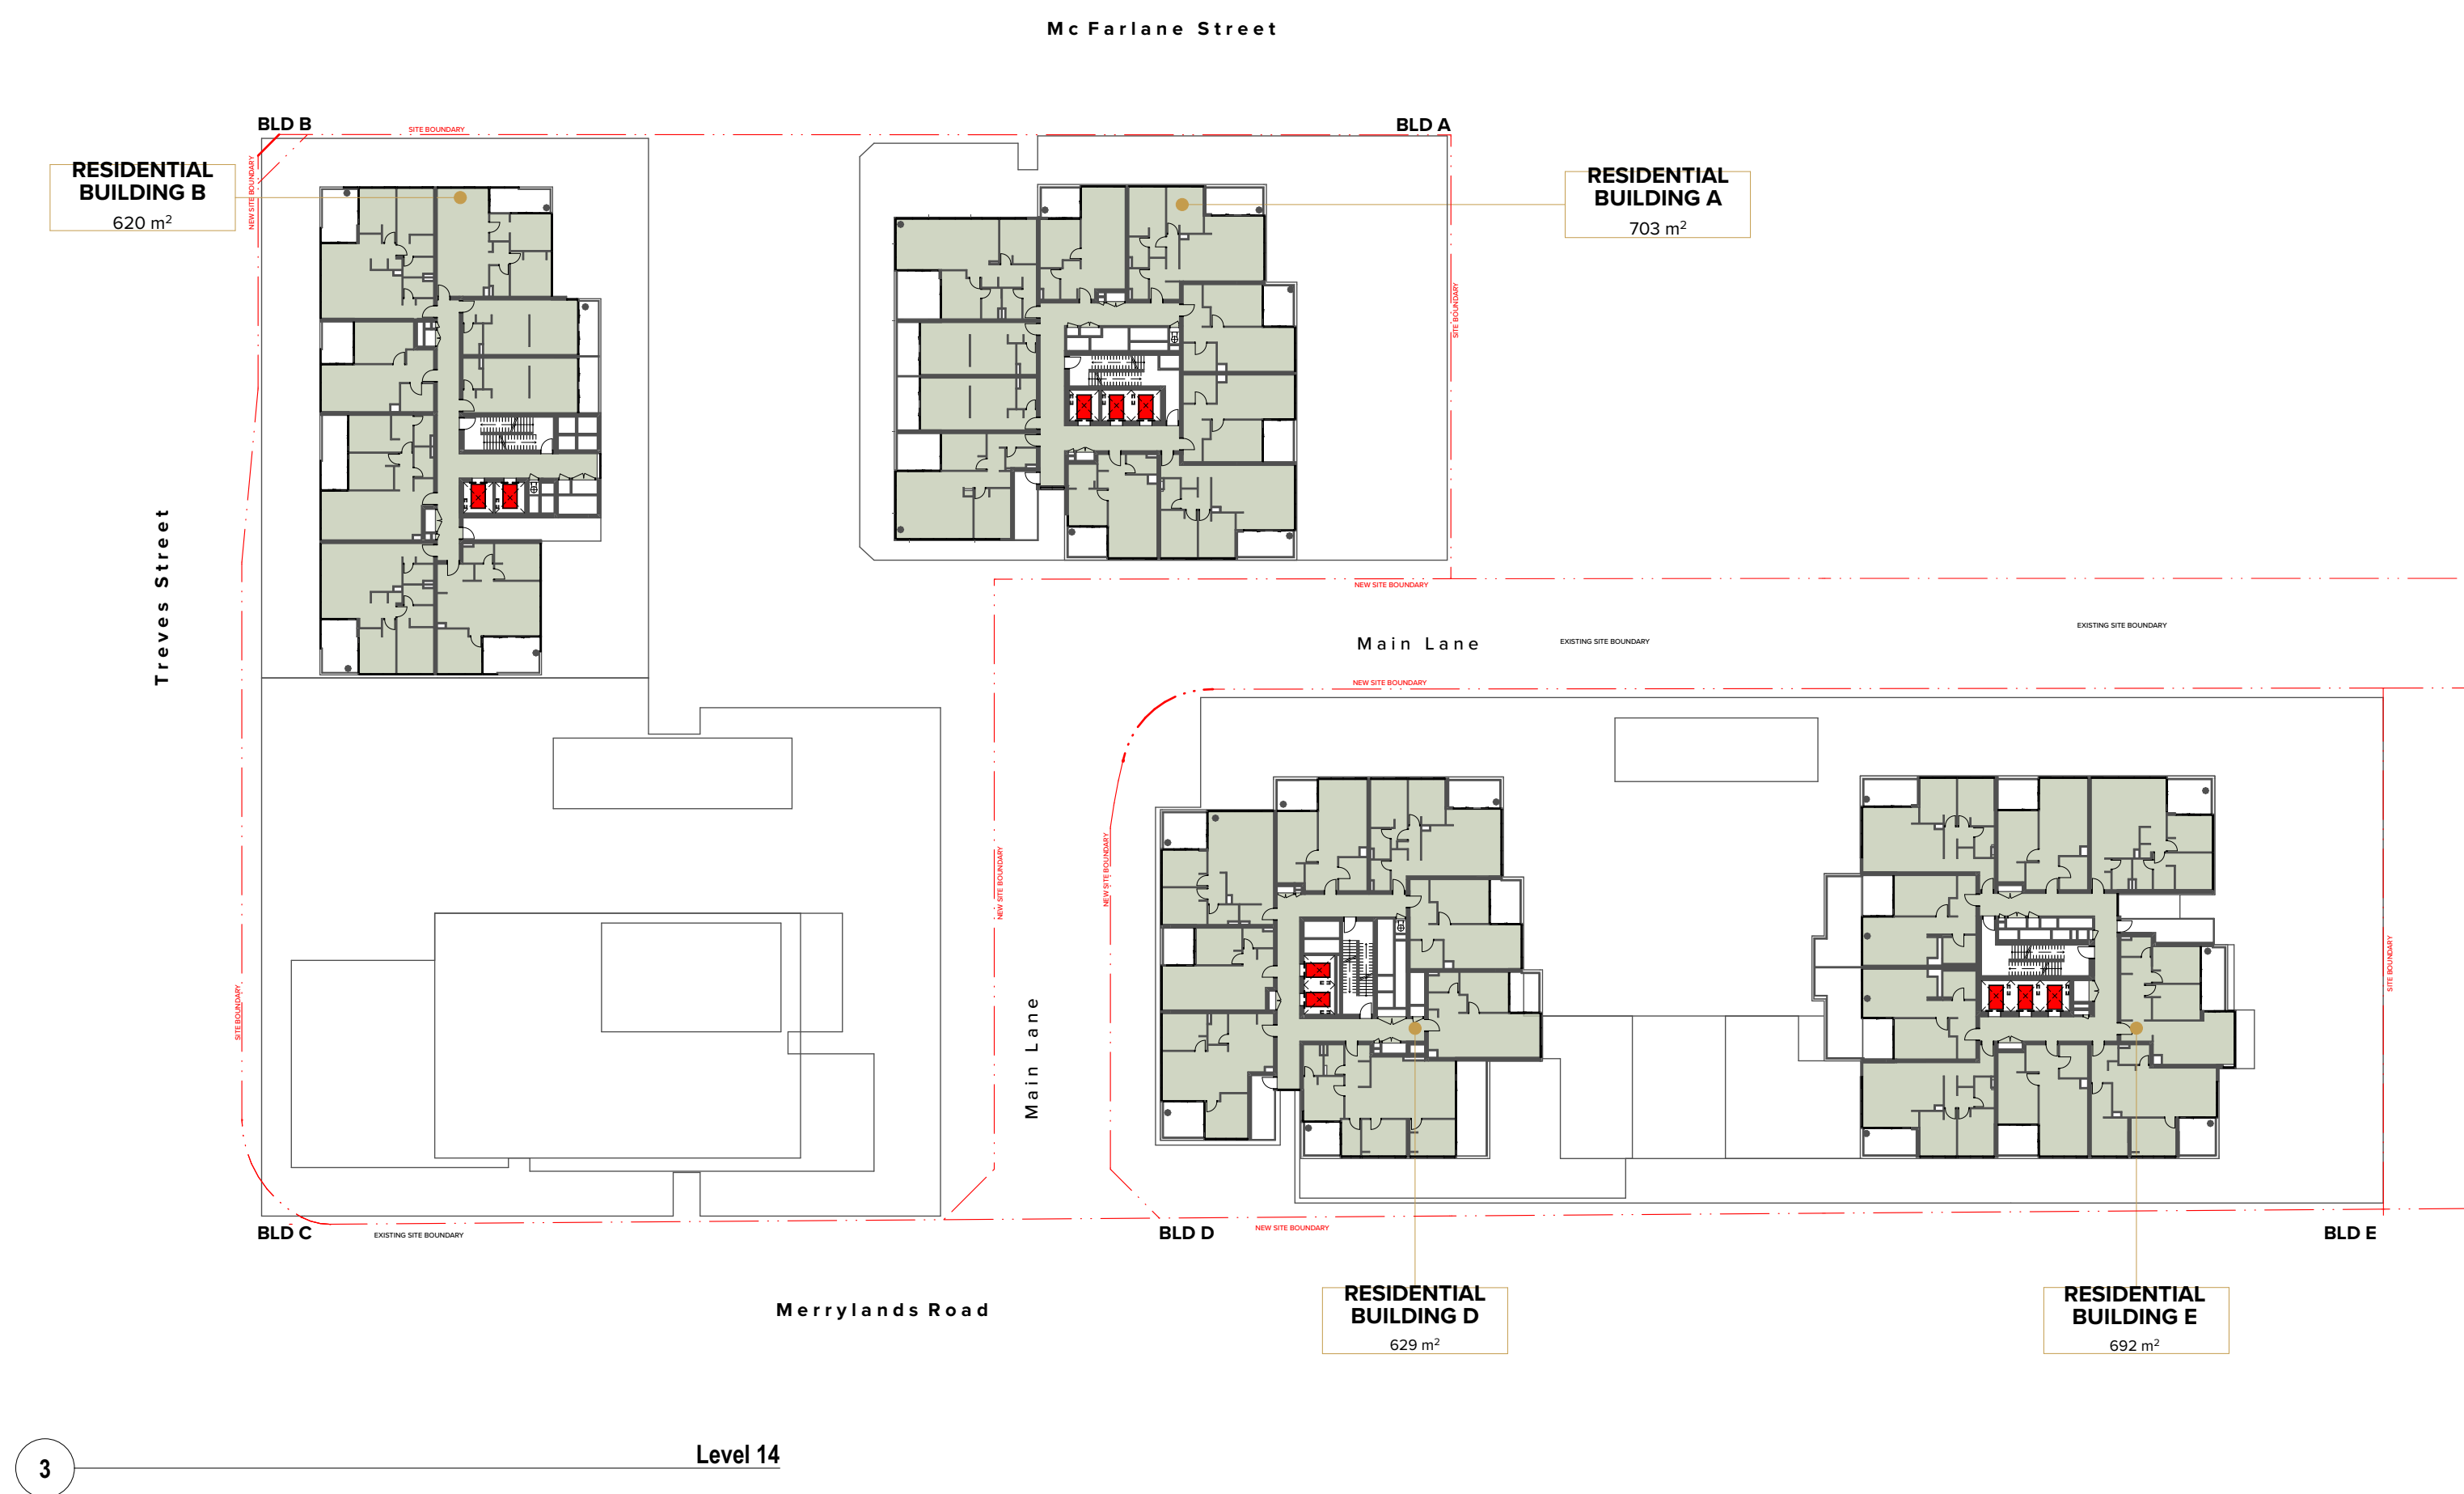 Mc Farlane Street
BLD B
SITE BOUNDARY
BLD A
NEW SITE BOUNDARY
RESIDENTIAL
BUILDING B
620 m²
RESIDENTIAL
BUILDING A
703 m²
SITE BOUNDARY
Treves Street
NEW SITE BOUNDARY
Main Lane
EXISTING SITE BOUNDARY
EXISTING SITE BOUNDARY
NEW SITE BOUNDARY
NEW SITE BOUNDARY
NEW SITE BOUNDARY
SITE BOUNDARY
SITE BOUNDARY
Main Lane
BLD C
EXISTING SITE BOUNDARY
BLD D
NEW SITE BOUNDARY
BLD E
Merrylands Road
RESIDENTIAL
BUILDING D
629 m²
RESIDENTIAL
BUILDING E
692 m²
3
Level 14